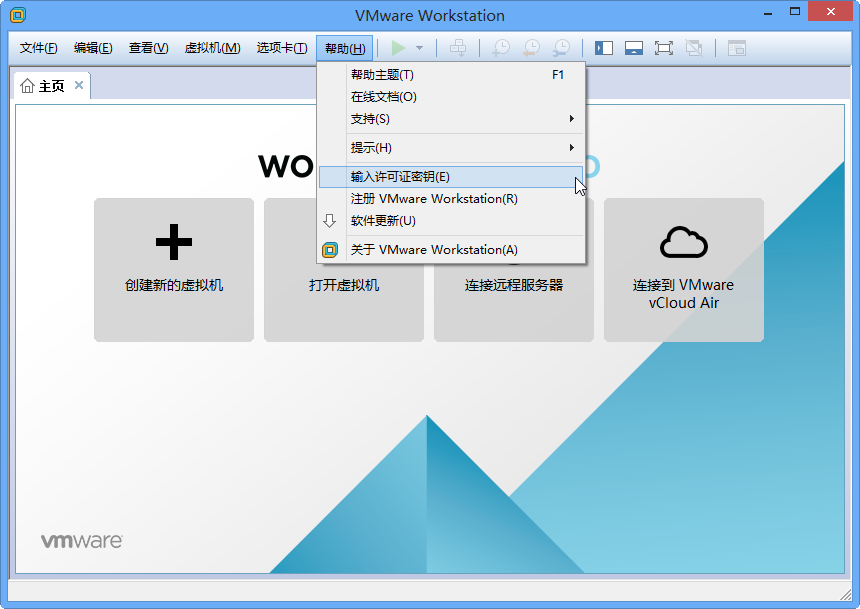 VMware Workstation
文件(F) 编辑(E) 查看(V) 虚拟机(M) 选项卡(T) 帮助(H)
主页
帮助主题(T) F1
在线文档(O)
支持(S)
提示(H)
输入许可证密钥(E)
注册 VMware Workstation(R)
软件更新(U)
关于 VMware Workstation(A)
WO
O
创建新的虚拟机
打开虚拟机
连接远程服务器
连接到 VMware
vCloud Air
vmware